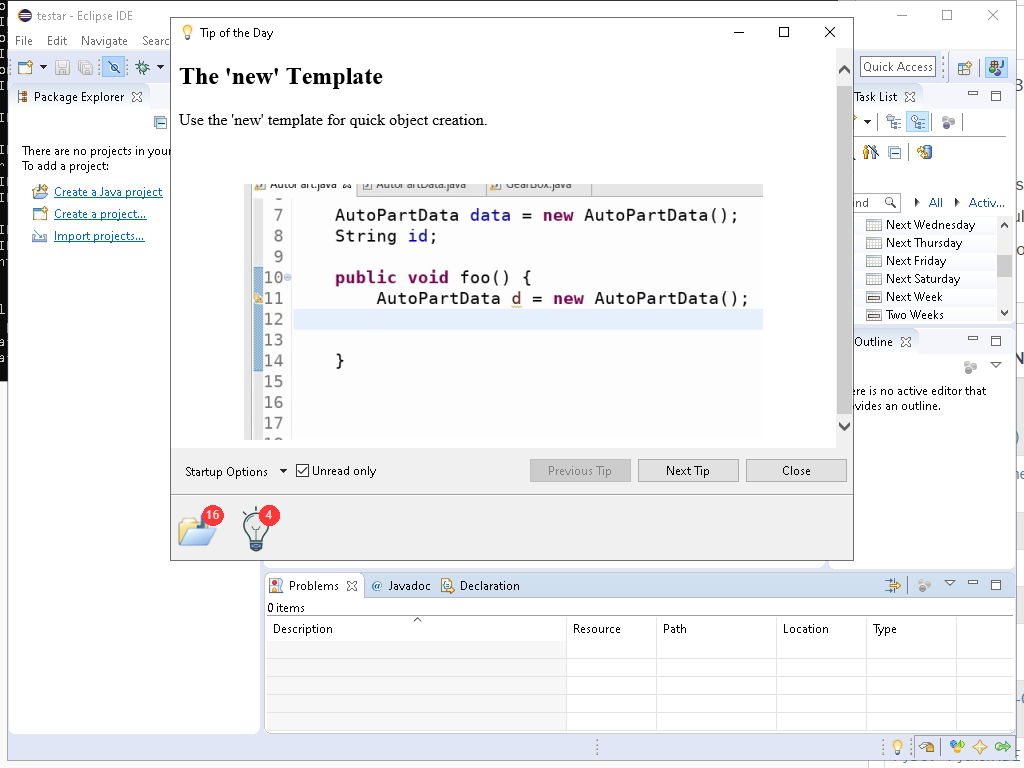 testar - Eclipse IDE
File Edit Navigate Searc
Quick Access
Package Explorer
There are no projects in your
To add a project:
Create a Java project
Create a project...
Import projects...
Tip of the Day
The 'new' Template
Use the 'new' template for quick object creation.
AutoPart.java AutoPartData.java GearBox.java
7 AutoPartData data = new AutoPartData();
8 String id;
9
10 public void foo() {
11 AutoPartData d = new AutoPartData();
12
13
14 }
15
16
17
Startup Options Unread only Previous Tip Next Tip Close
16 4
Task List
All Activ...
Next Wednesday
Next Thursday
Next Friday
Next Saturday
Next Week
Two Weeks
Outline
is no active editor that
an outline.
Problems @ Javadoc Declaration
0 items
Description Resource Path Location Type